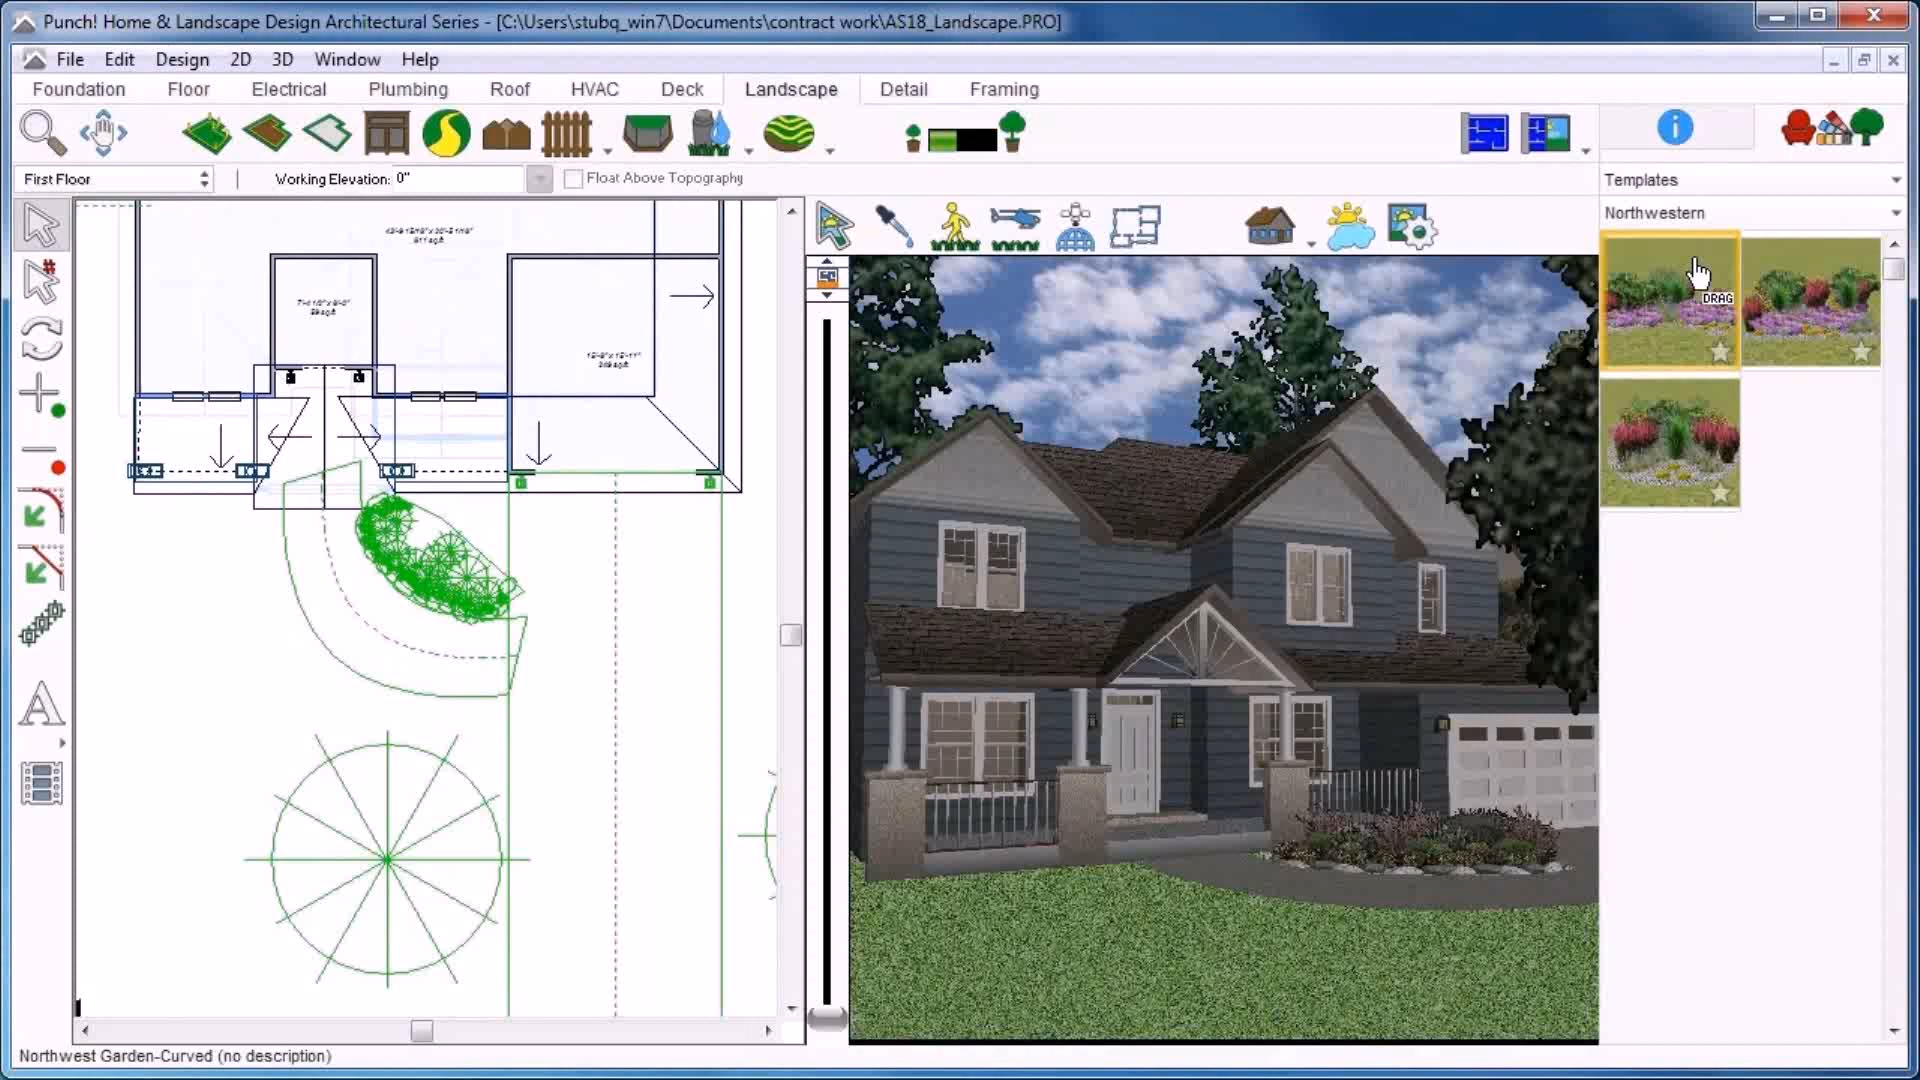 Punch! Home & Landscape Design Architectural Series - [C:\Users\stubq_win7\Documents\contract work\AS18_Landscape.PRO]
File Edit Design 2D 3D Window Help
Foundation Floor Electrical Plumbing Roof HVAC Deck Landscape Detail Framing
First Floor Working Elevation: 0" Float Above Topography
Templates
Northwestern
DRAG
Northwest Garden-Curved (no description)